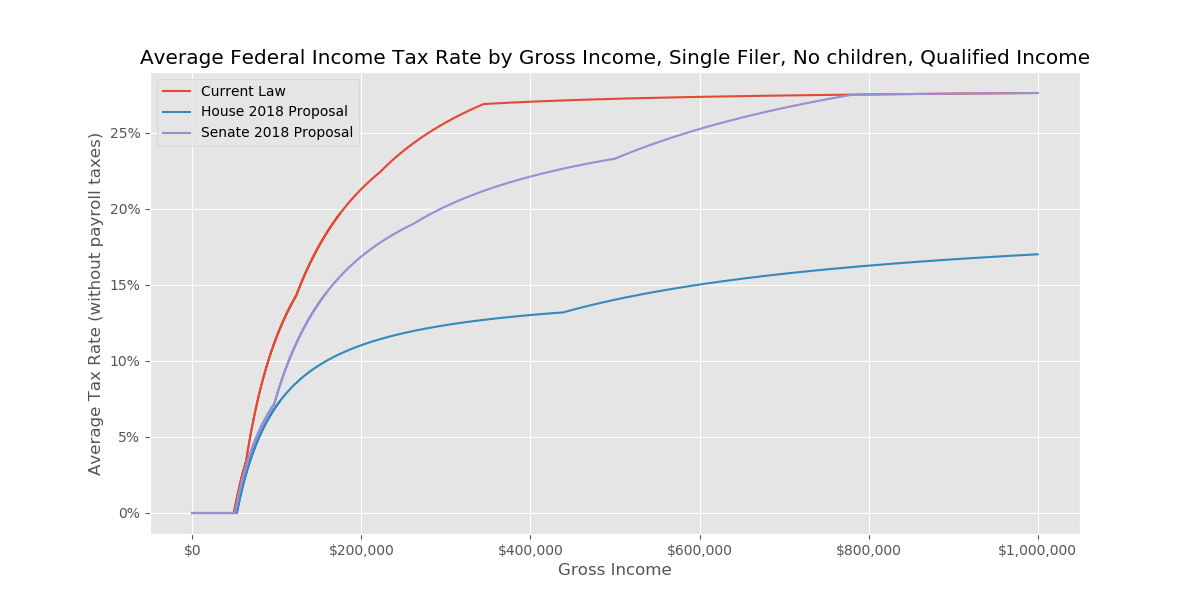 Average Federal Income Tax Rate by Gross Income, Single Filer, No children, Qualified Income
Current Law
House 2018 Proposal
Senate 2018 Proposal
Average Tax Rate (without payroll taxes)
25%
20%
15%
10%
5%
0%
$0
$200,000
$400,000
$600,000
$800,000
$1,000,000
Gross Income